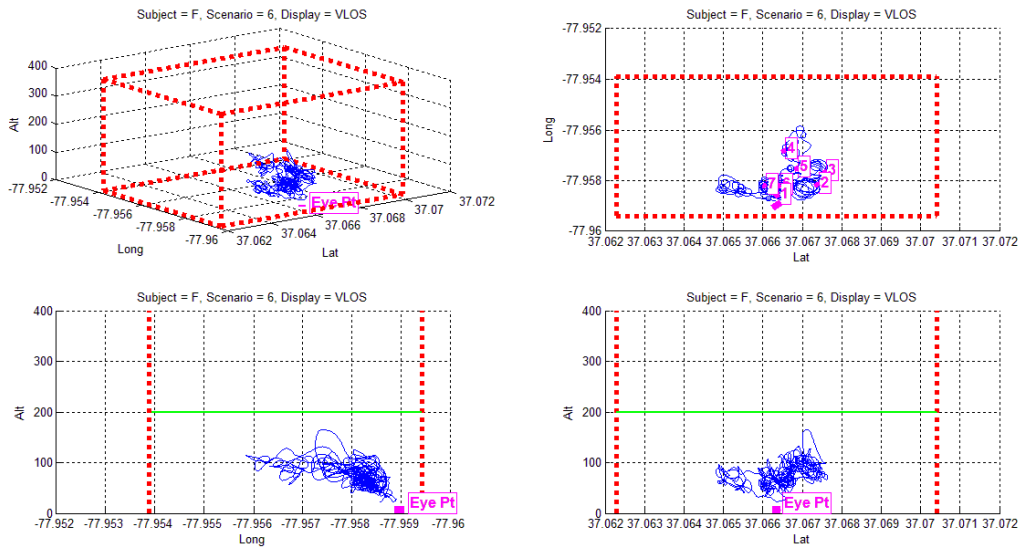 Subject = F, Scenario = 6, Display = VLOS
400
300
200
100
0
Alt
-77.952
-77.954
-77.956
-77.958
-77.96
Long
37.062
37.064
37.066
37.068
37.07
37.072
Lat
Eye Pt
Subject = F, Scenario = 6, Display = VLOS
-77.952
-77.954
-77.956
-77.958
-77.96
Long
4
5
3
7
2
1
37.062 37.063 37.064 37.065 37.066 37.067 37.068 37.069 37.07 37.071 37.072
Lat
Subject = F, Scenario = 6, Display = VLOS
400
300
200
100
0
Alt
Eye Pt
-77.952 -77.953 -77.954 -77.955 -77.956 -77.957 -77.958 -77.959 -77.96
Long
Subject = F, Scenario = 6, Display = VLOS
400
300
200
100
0
Alt
Eye Pt
37.062 37.063 37.064 37.065 37.066 37.067 37.068 37.069 37.07 37.071 37.072
Lat